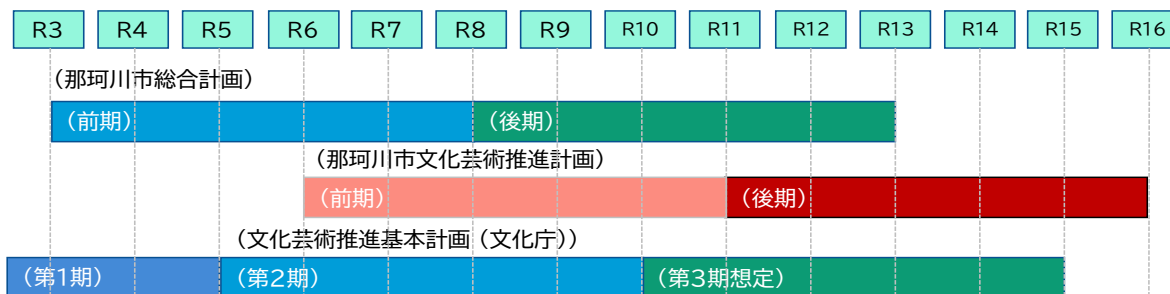 R3 R4 R5 R6 R7 R8 R9 R10 R11 R12 R13 R14 R15 R16
（那珂川市総合計画）
（前期） （後期）
（那珂川市文化芸術推進計画）
（前期） （後期）
（文化芸術推進基本計画（文化庁））
（第1期） （第2期） （第3期想定）